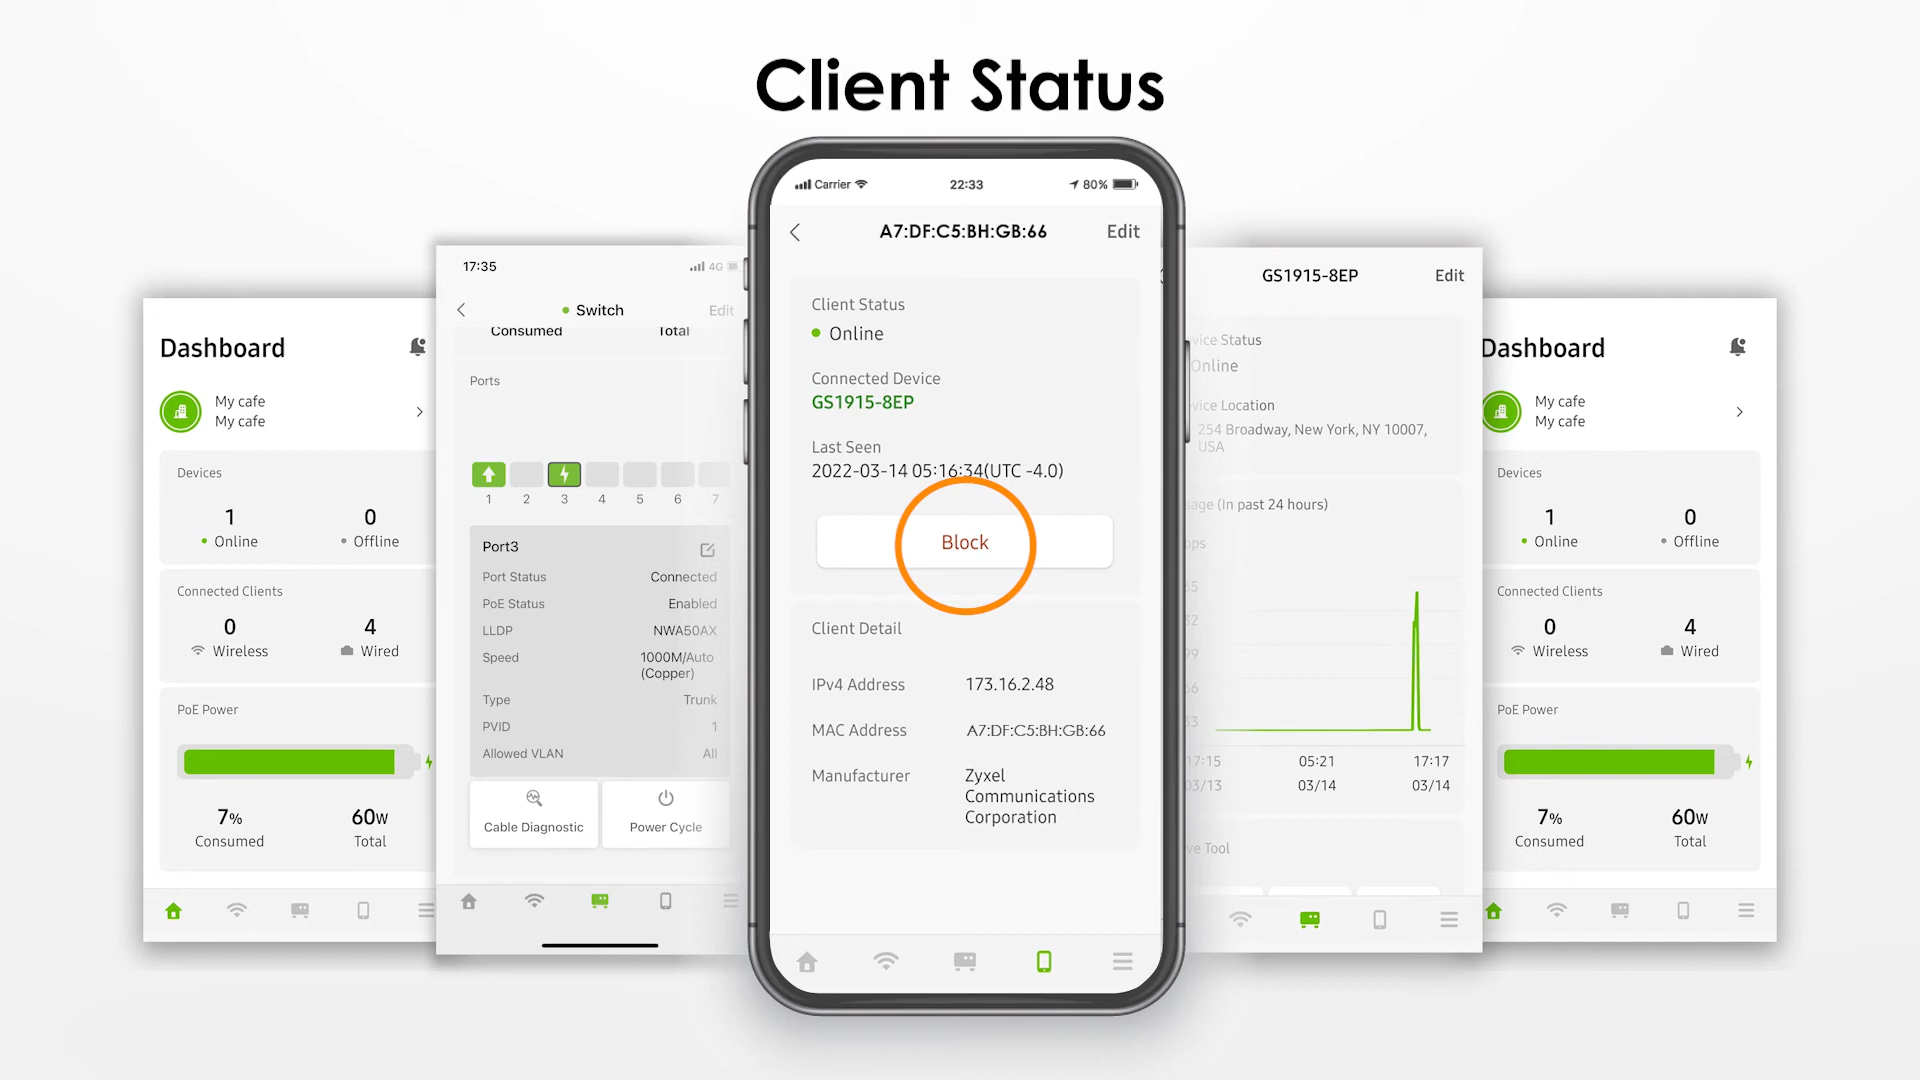 Client Status
Dashboard
My cafe
My cafe
Devices
1
0
Online
Offline
Connected Clients
0
4
Wireless
Wired
PoE Power
7%
60W
Consumed
Total
17:35
4G
Switch
Edit
Consumed
Total
Ports
1
2
3
4
5
6
7
Port3
Port Status Connected
PoE Status Enabled
LLDP NWA50AX
Speed 1000M/Auto
(Copper)
Type Trunk
PVID 1
Allowed VLAN All
Cable Diagnostic
Power Cycle
Carrier
22:33
80%
A7:DF:C5:BH:GB:66
Edit
Client Status
Online
Connected Device
GS1915-8EP
Last Seen
2022-03-14 05:16:34(UTC -4.0)
Block
Client Detail
IPv4 Address 173.16.2.48
MAC Address A7:DF:C5:BH:GB:66
Manufacturer Zyxel
Communications
Corporation
GS1915-8EP
Edit
Status
Online
Location
254 Broadway, New York, NY 10007,
USA
(In past 24 hours)
05:21
17:17
03/14
03/14
Tool
Dashboard
My cafe
My cafe
Devices
1
0
Online
Offline
Connected Clients
0
4
Wireless
Wired
PoE Power
7%
60W
Consumed
Total